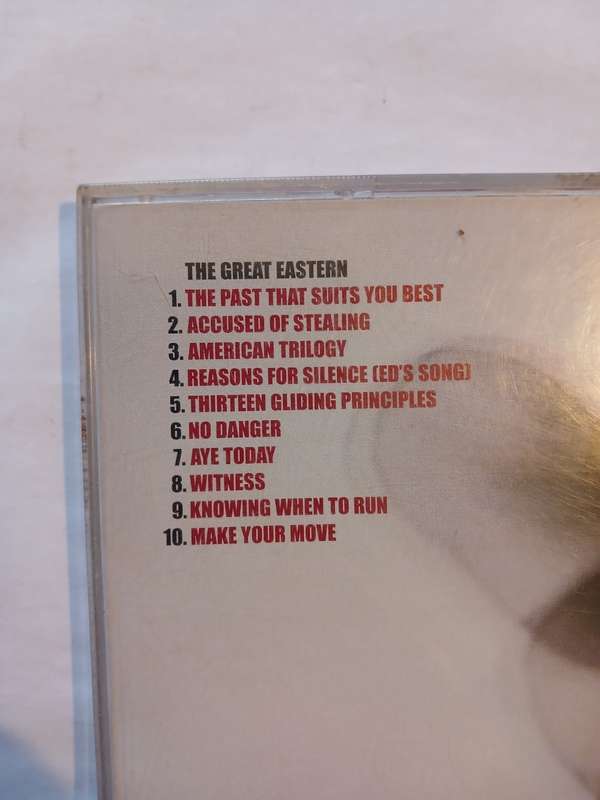 THE GREAT EASTERN
1. THE PAST THAT SUITS YOU BEST
2. ACCUSED OF STEALING
3. AMERICAN TRILOGY
4. REASONS FOR SILENCE (ED'S SONG)
5. THIRTEEN GLIDING PRINCIPLES
6. NO DANGER
7. AYE TODAY
8. WITNESS
9. KNOWING WHEN TO RUN
10. MAKE YOUR MOVE